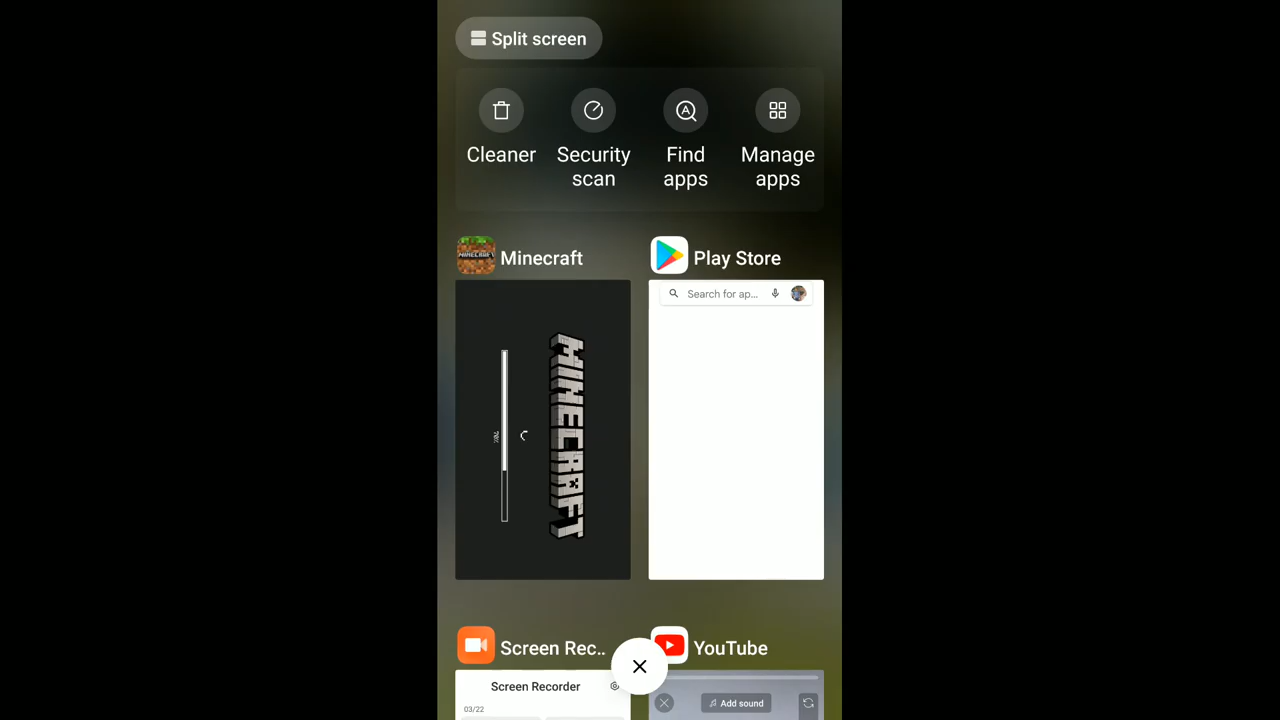 Split screen
Cleaner
Security scan
Find apps
Manage apps
Minecraft
Play Store
MINECRAFT
Search for ap...
MINECRAFT
Screen Rec..
YouTube
Screen Recorder
03/22
Add sound